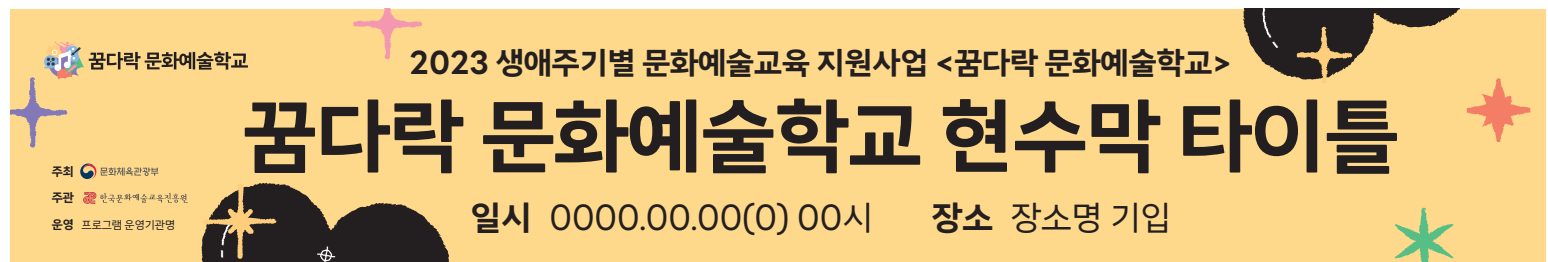 꿈다락 문화예술학교
2023 생애주기별 문화예술교육 지원사업 <꿈다락 문화예술학교>
꿈다락 문화예술학교 현수막 타이틀
주최 문화체육관광부
주관 한국문화예술교육진흥원
운영 프로그램 운영기관명
일시 0000.00.00(0) 00시 장소 장소명 기입